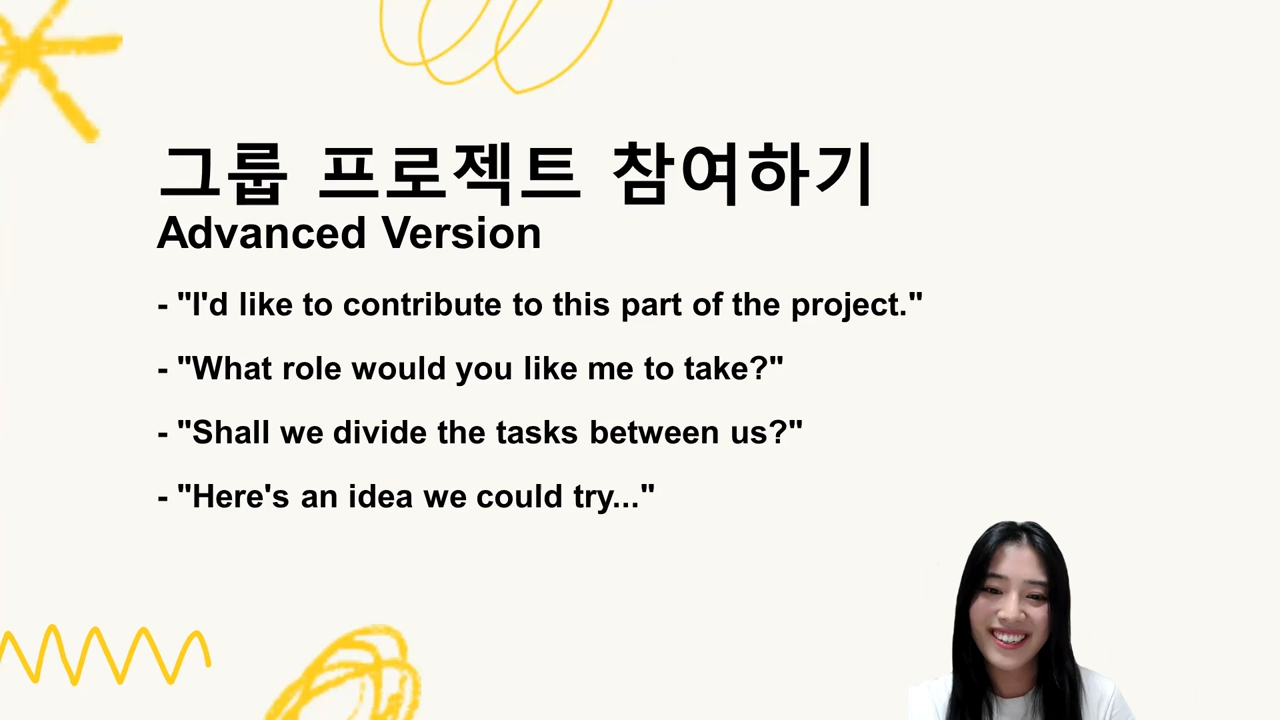 그룹 프로젝트 참여하기
Advanced Version
- "I'd like to contribute to this part of the project."
- "What role would you like me to take?"
- "Shall we divide the tasks between us?"
- "Here's an idea we could try..."